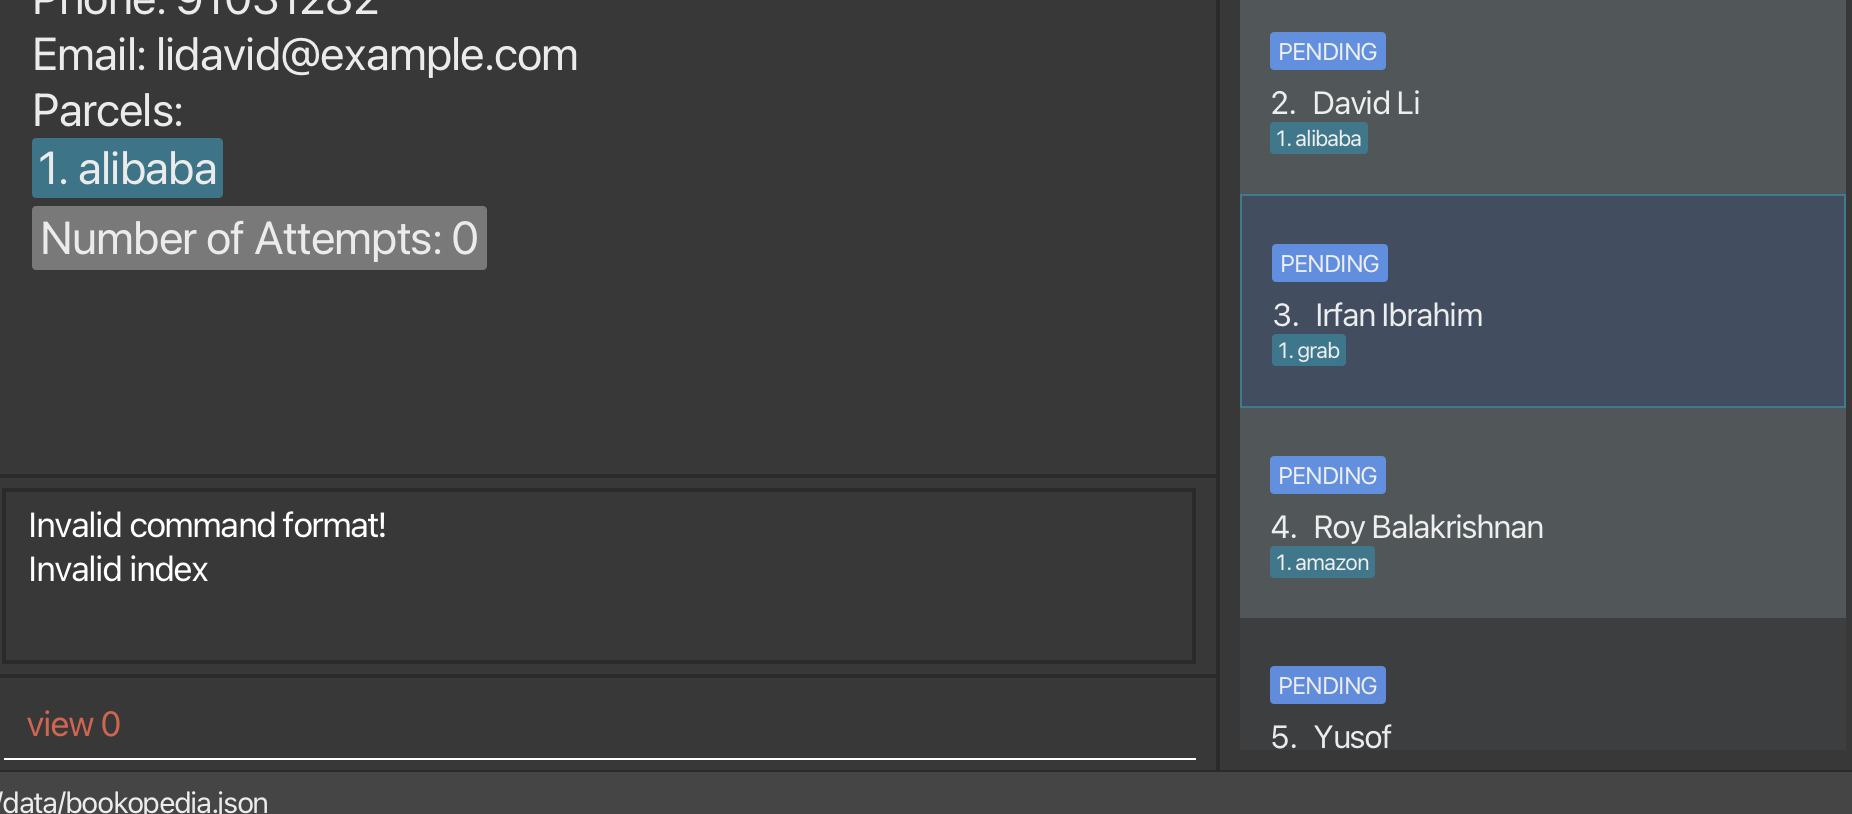 Phone: 91031282
Email: lidavid@example.com
Parcels:
1. alibaba
Number of Attempts: 0
Invalid command format!
Invalid index
view 0
/data/bookopedia.json
PENDING
2. David Li
1. alibaba
PENDING
3. Irfan Ibrahim
1. grab
PENDING
4. Roy Balakrishnan
1. amazon
PENDING
5. Yusof